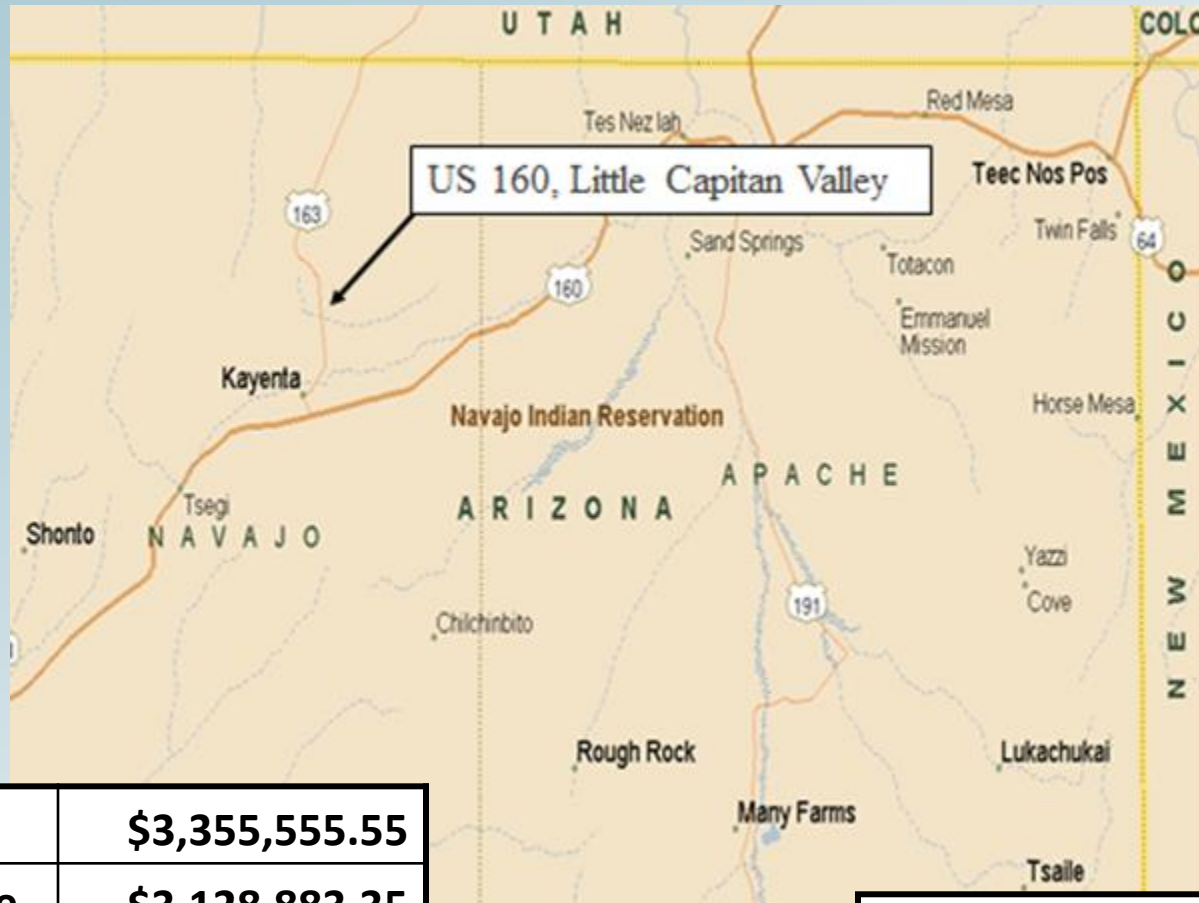 UTAH
COLO
Red Mesa
Tes Nez Iah
US 160, Little Capitan Valley
Teec Nos Pos
163
Twin Falls
64
Sand Springs
Totacon
160
Emmanuel
Mission
Kayenta
Navajo Indian Reservation
Horse Mesa
NEW MEXICO
APACHE
Tsegi
ARIZONA
Shonto
NAVAJO
Yazzi
Cove
191
Chilchinbito
Rough Rock
Lukachukai
Many Farms
$3,355,555.55
Tsaile